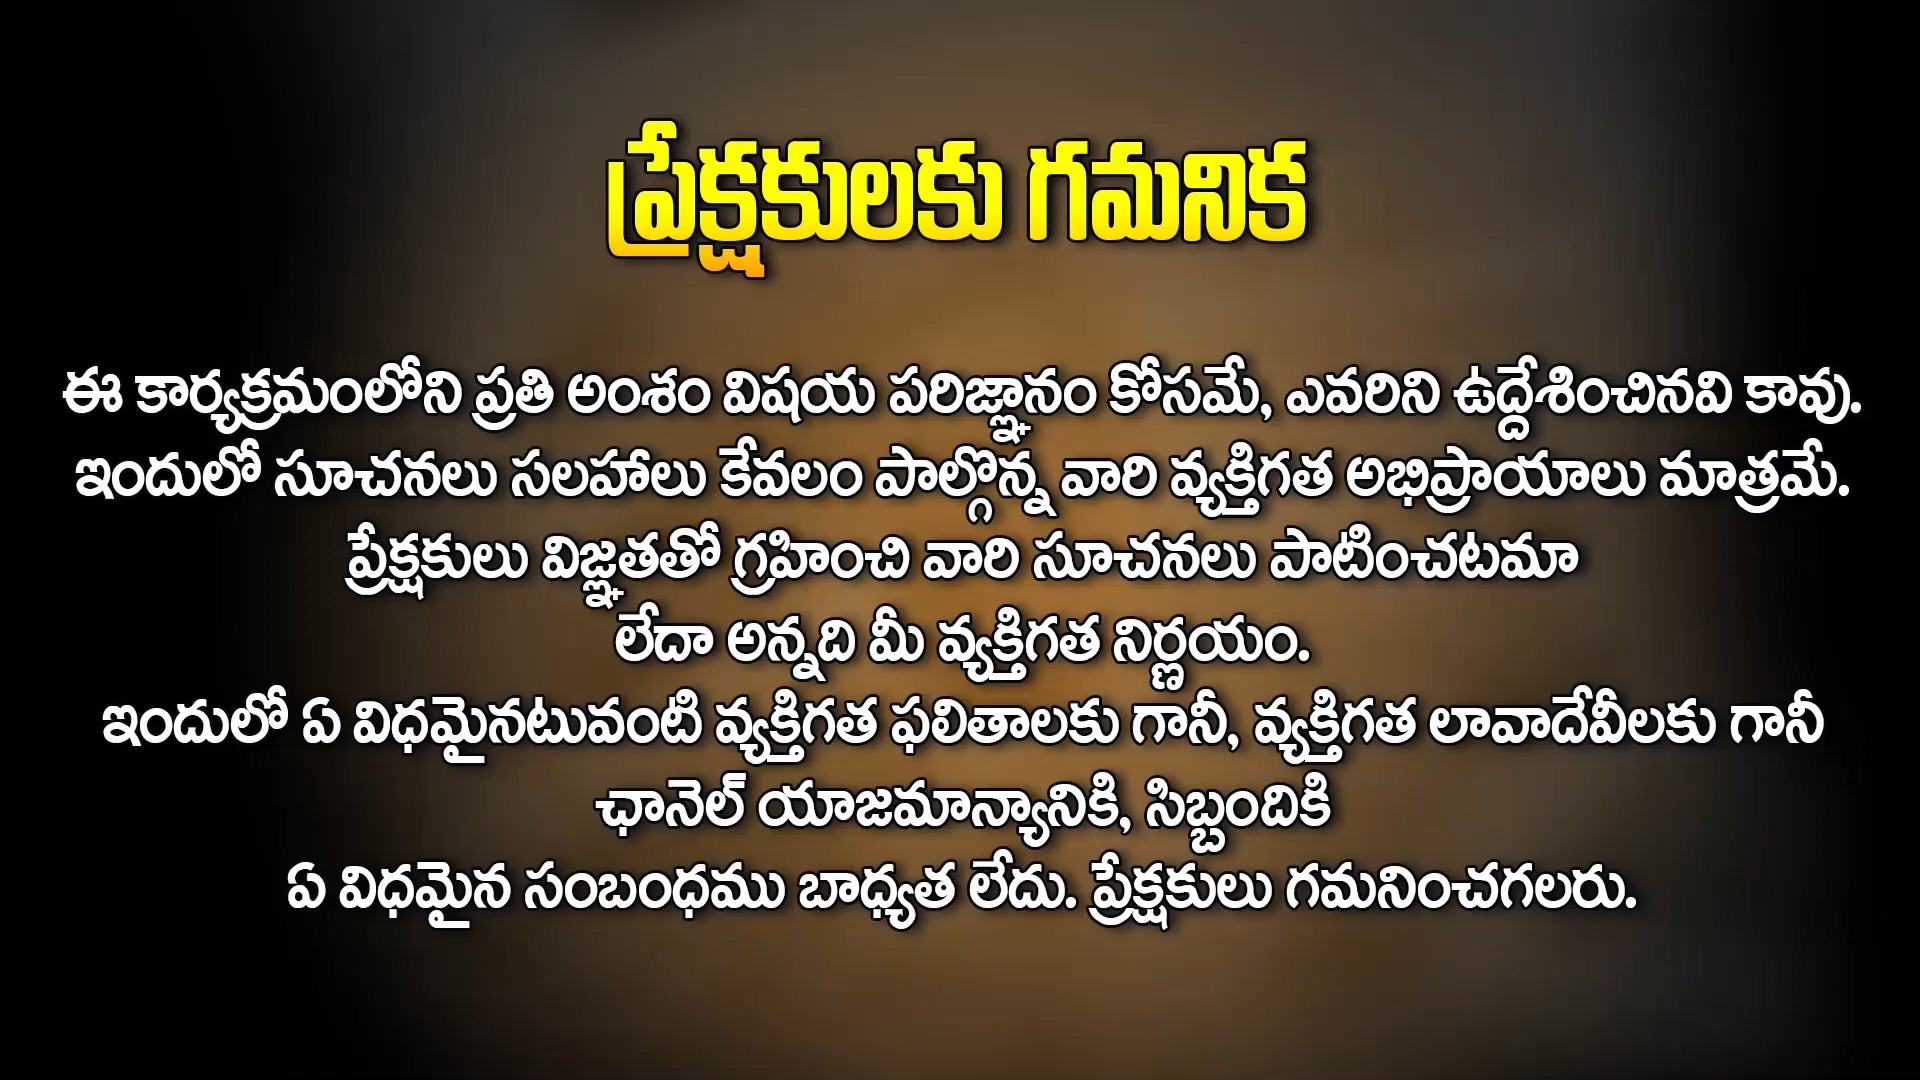 ప్రేక్షకులకు గమనిక
ఈ కార్యక్రమంలోని ప్రతి అంశం విషయ పరిజ్ఞానం కోసమే, ఎవరిని ఉద్దేశించినవి కావు.
ఇందులో సూచనలు సలహాలు కేవలం పాల్గొన్న వారి వ్యక్తిగత అభిప్రాయాలు మాత్రమే.
ప్రేక్షకులు విజ్ఞతతో గ్రహించి వారి సూచనలు పాటించటమా
లేదా అన్నది మీ వ్యక్తిగత నిర్ణయం.
ఇందులో ఏ విధమైనటువంటి వ్యక్తిగత ఫలితాలకు గానీ, వ్యక్తిగత లావాదేవీలకు గానీ
ఛానెల్ యాజమాన్యానికి, సిబ్బందికి
ఏ విధమైన సంబంధము బాధ్యత లేదు. ప్రేక్షకులు గమనించగలరు.